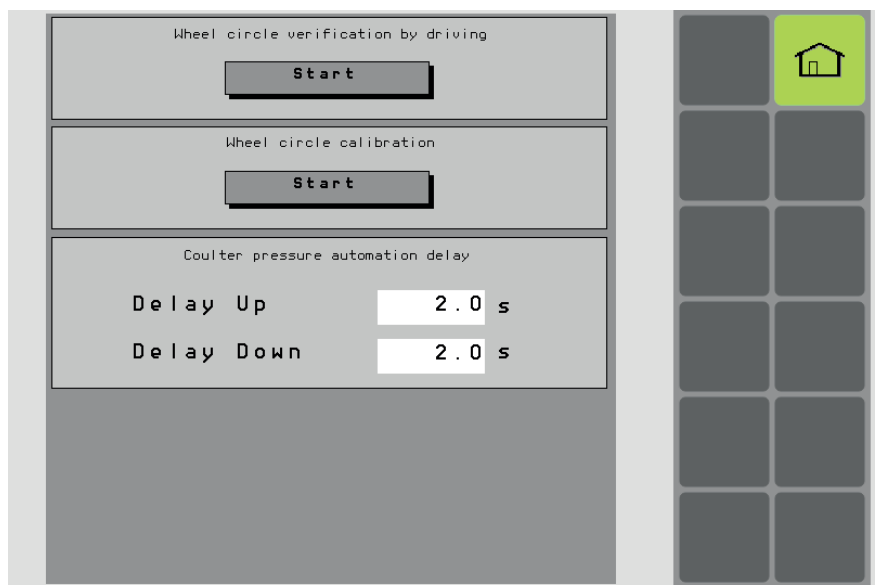 Wheel circle verification by driving
Start
Wheel circle calibration
Start
Coulter pressure automation delay
Delay Up 2.0 s
Delay Down 2.0 s